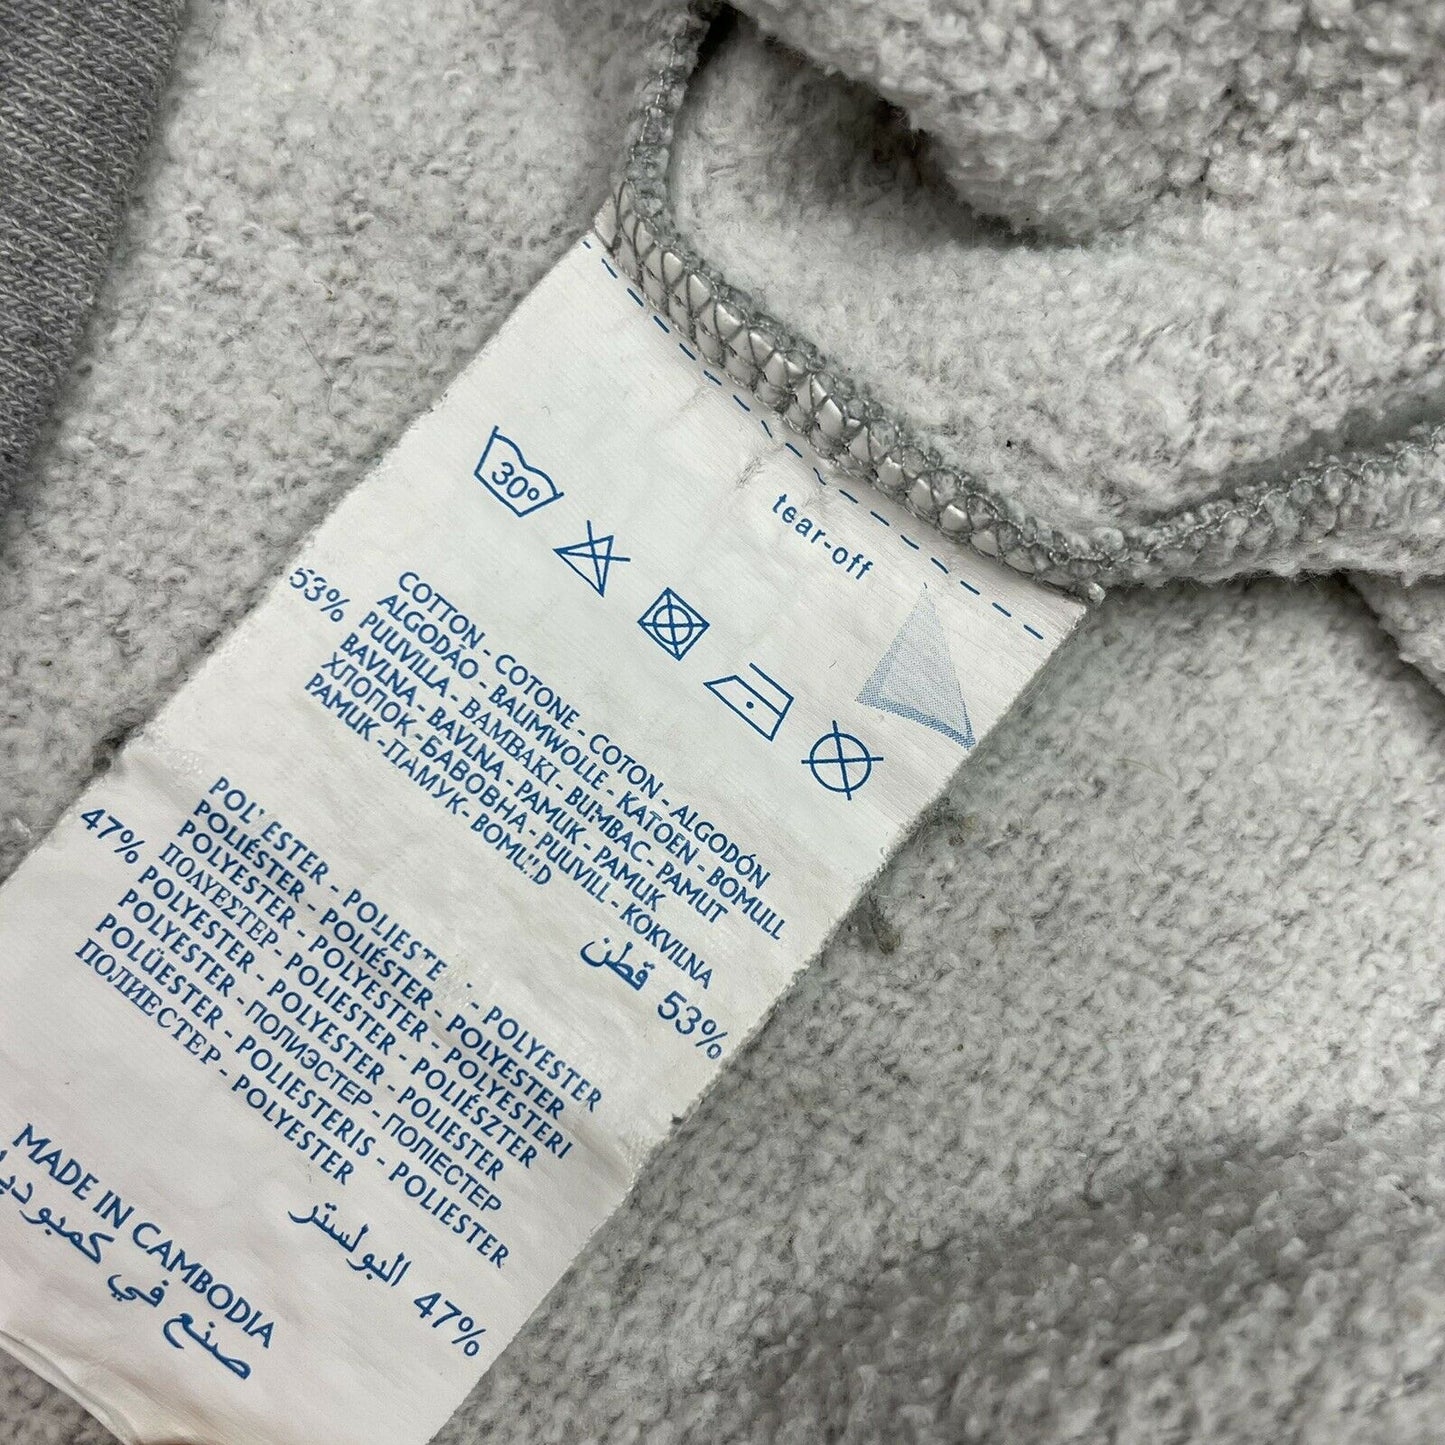 tear-off
30°
COTTON - COTONE - COTON - ALGODÓN
ALGODÃO - BAUMWOLLE - KATOEN - BOMULL
53% PUUVILLA - BAMBAKI - BUMBAC - PAMUT
BAVLNA - BAVLNA - PAMUK - PAMUK
ХЛОПОК - БАВОВНА - PUUVILL - KOKVILNA
PAMUK - ПАМУК - BOMULD
قطن 53%
POLYESTER - POLIESTE - POLYESTER
POLIÉSTER - POLIÉSTER - POLYESTER
47% POLYESTER - POLYESTER - POLYESTERI
ΠΟΛΥΕΣΤΕΡ - POLIESTER - POLIÉSZTER
POLYESTER - POLYESTER - POLIESTER
POLYESTER - ПОЛИЭСТЕР - ПОЛІЕСТЕР
POLÜESTER - POLIESTERIS - POLIESTER
ПОЛИЕСТЕР - POLYESTER
البولستر 47%
MADE IN CAMBODIA
صنع في كمبوديا